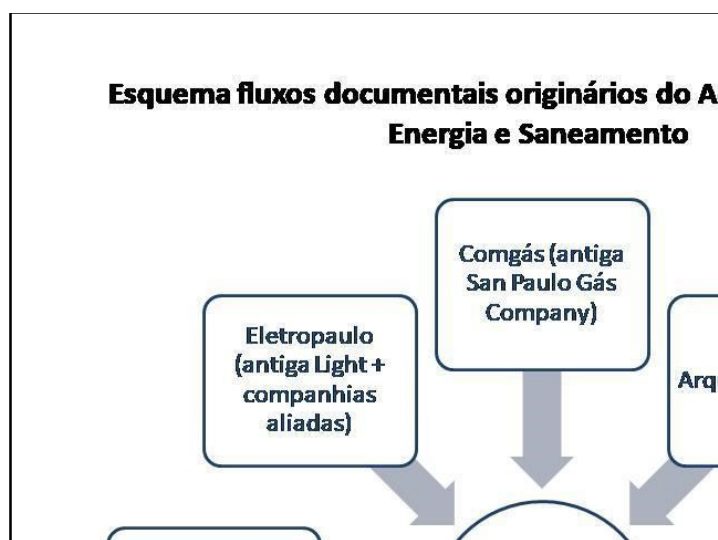 Esquema fluxos documentais originários do A
Energia e Saneamento
Comgás (antiga
San Paulo Gás
Company)
Eletropaulo
(antiga Light +
companhias
aliadas)
Arq